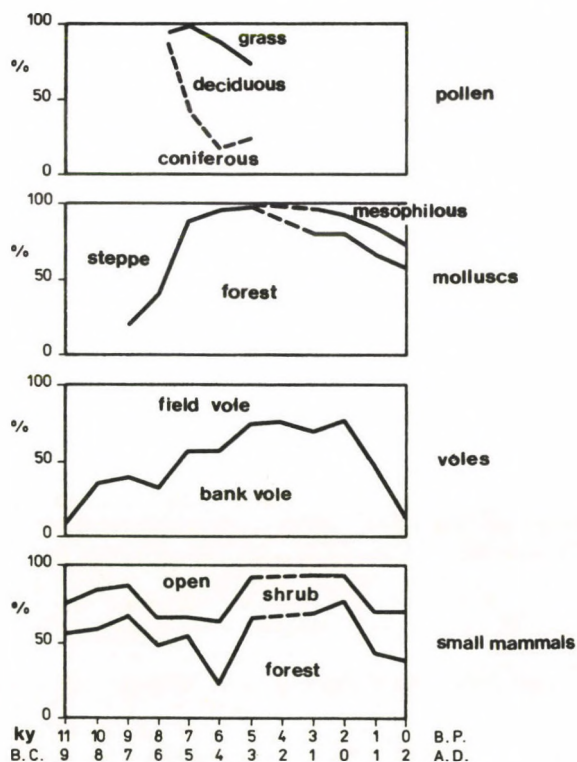 100
%
50
0
grass
deciduous
coniferous
pollen
100
%
50
0
mesophilous
steppe
forest
molluscs
100
%
50
0
field vole
bank vole
voles
100
%
50
0
open
shrub
forest
small mammals
ky 11 10 9 8 7 6 5 4 3 2 1 0 B.P.
B.C. 9 8 7 6 5 4 3 2 1 0 1 2 A.D.